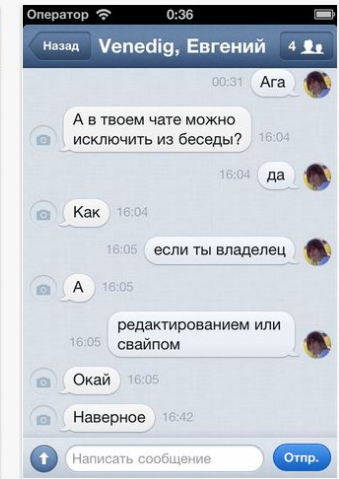 Оператор 0:36
Назад Venedig, Евгений 4
00:31 Ага
А в твоем чате можно
исключить из беседы? 16:04
16:04 да
Как 16:04
16:05 если ты владелец
А 16:05
редактированием или
16:05 свайпом
Окай 16:05
Наверное 16:42
Написать сообщение Отпр.